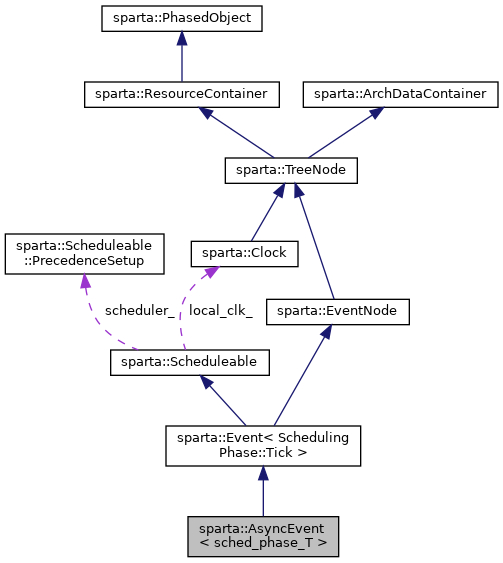 sparta::PhasedObject
sparta::ResourceContainer
sparta::ArchDataContainer
sparta::TreeNode
sparta::Scheduleable
::PrecedenceSetup
sparta::Clock
sparta::EventNode
scheduler_
local_clk_
sparta::Scheduleable
sparta::Event< Scheduling
Phase::Tick >
sparta::AsyncEvent
< sched_phase_T >